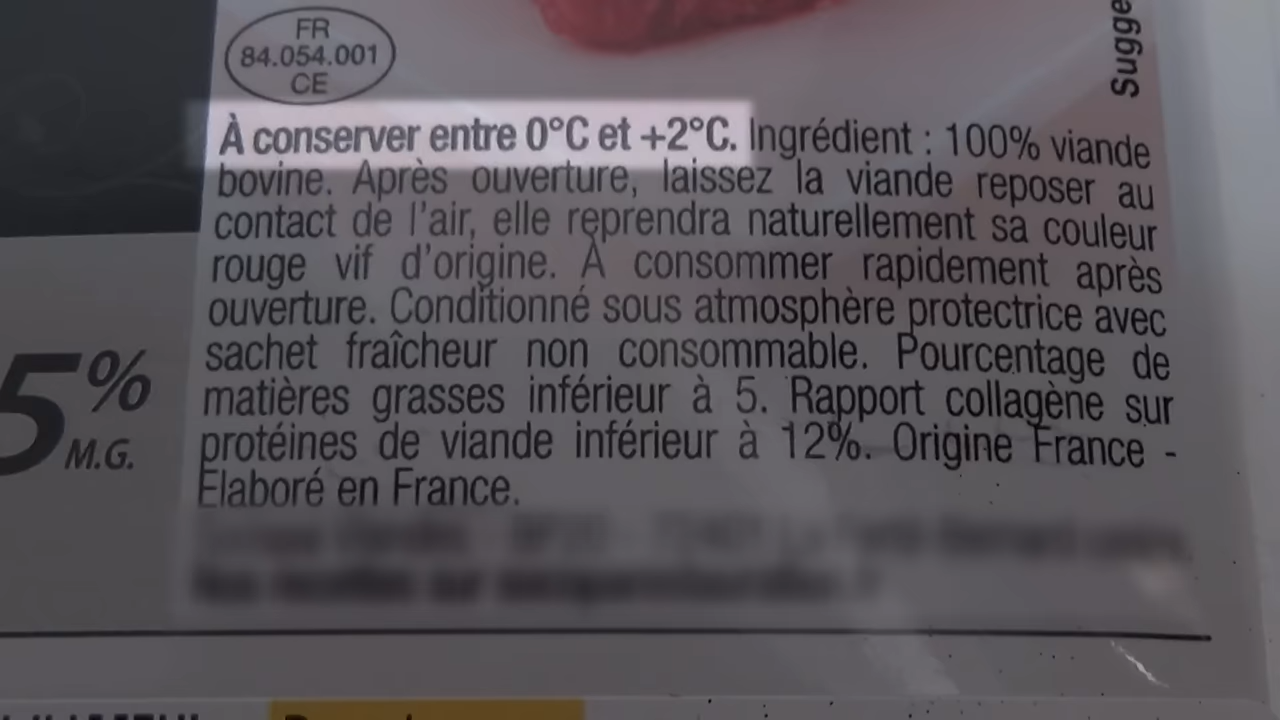 FR
84.054.001
CE
Sugge
À conserver entre 0°C et +2°C. Ingrédient : 100% viande
bovine. Après ouverture, laissez la viande reposer au
contact de l'air, elle reprendra naturellement sa couleur
rouge vif d'origine. À consommer rapidement après
ouverture. Conditionné sous atmosphère protectrice avec
sachet fraîcheur non consommable. Pourcentage de
matières grasses inférieur à 5. Rapport collagène sur
protéines de viande inférieur à 12%. Origine France -
Élaboré en France.
5%
M.G.